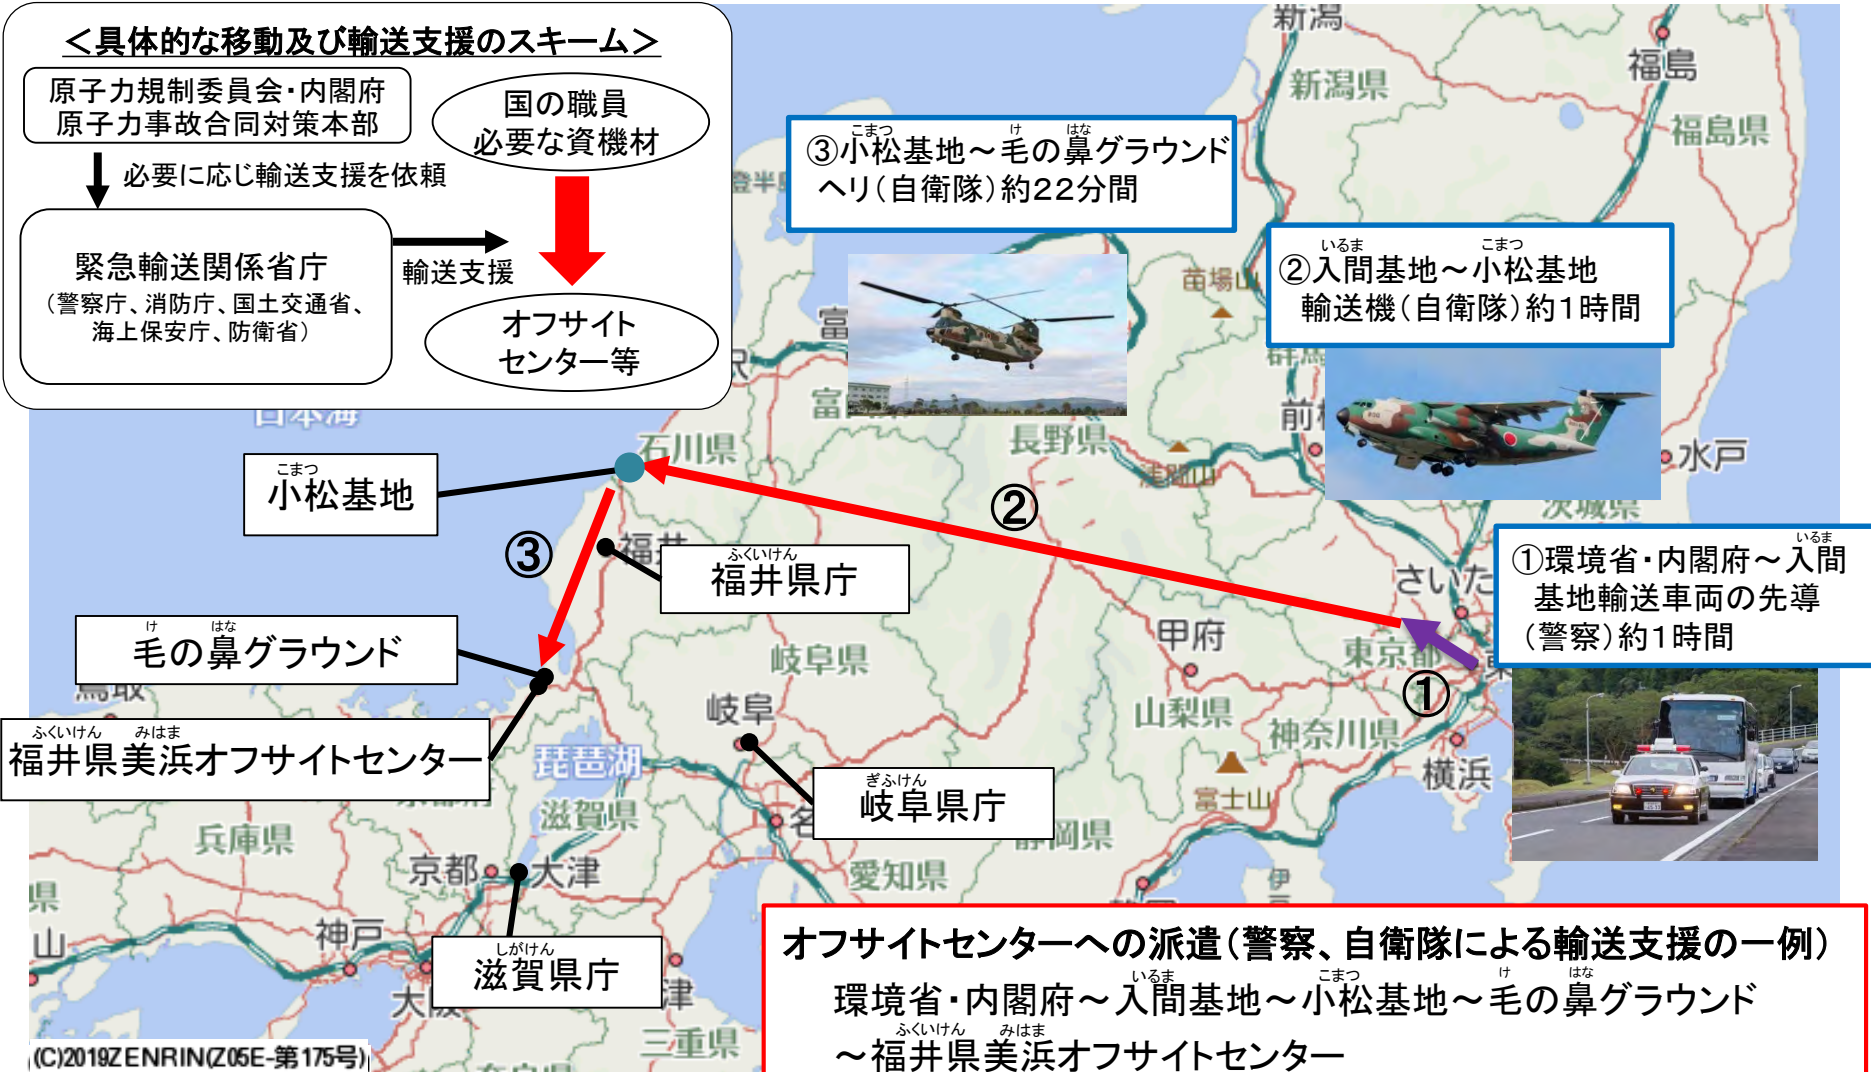 <具体的な移動及び輸送支援のスキーム>
原子力規制委員会・内閣府
原子力事故合同対策本部
国の職員
必要な資機材
必要に応じ輸送支援を依頼
緊急輸送関係省庁
(警察庁、消防庁、国土交通省、
海上保安庁、防衛省)
輸送支援
オフサイト
センター等
こまつ け はな
③小松基地~毛の鼻グラウンド
ヘリ(自衛隊)約22分間
いるま こまつ
②入間基地~小松基地
輸送機(自衛隊)約1時間
いるま
①環境省・内閣府~入間
基地輸送車両の先導
(警察)約1時間
新潟
新潟県
福島
福島県
苗場山
日本海
石川県
長野県
浅間山
水戸
茨城県
こまつ
小松基地
②
③
①
福井
ふくいけん
福井県庁
け はな
毛の鼻グラウンド
ふくいけん みはま
福井県美浜オフサイトセンター
鳥取
岐阜県
岐阜
ぎふけん
岐阜県庁
甲府
山梨県
東京都
神奈川県
横浜
富士山
琵琶湖
滋賀県
兵庫県
京都
大津
愛知県
神戸
しがけん
滋賀県庁
三重県
オフサイトセンターへの派遣(警察、自衛隊による輸送支援の一例)
いるま こまつ け はな
環境省・内閣府~入間基地~小松基地~毛の鼻グラウンド
ふくいけん みはま
~福井県美浜オフサイトセンター
(C)2019ZENRIN(Z05E-第175号)